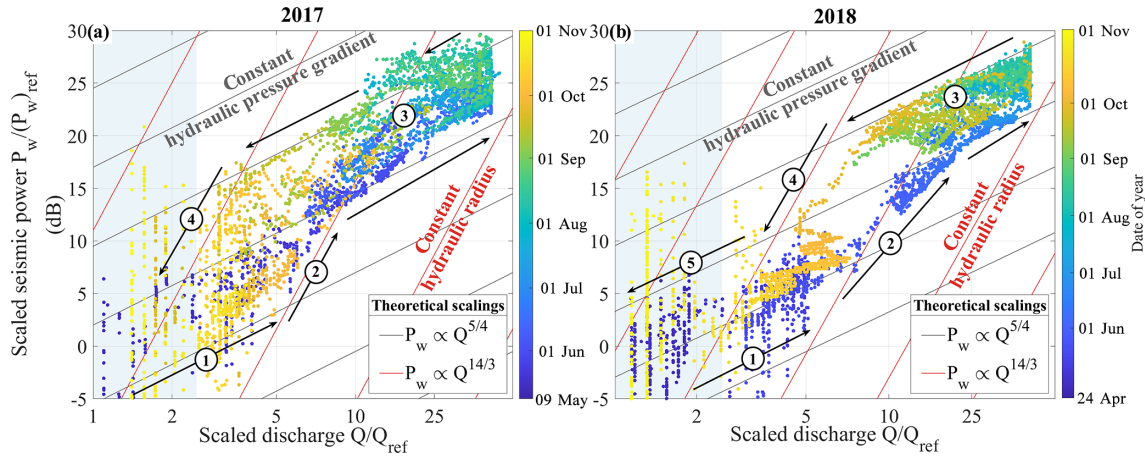 2017
2018
(a)
(b)
30
25
20
15
10
5
0
-5
1
2
5
10
25
Scaled seismic power P_w/(P_w)_ref
(dB)
Scaled discharge Q/Q_ref
Constant
hydraulic pressure gradient
Constant
hydraulic radius
1
2
3
4
Theoretical scalings
P_w ∝ Q^5/4
P_w ∝ Q^14/3
01 Nov
01 Oct
01 Sep
01 Aug
01 Jul
01 Jun
09 May
30
25
20
15
10
5
0
-5
2
5
10
25
Scaled discharge Q/Q_ref
Constant
hydraulic pressure gradient
Constant
hydraulic radius
1
2
3
4
5
Theoretical scalings
P_w ∝ Q^5/4
P_w ∝ Q^14/3
01 Nov
01 Oct
01 Sep
01 Aug
01 Jul
01 Jun
24 Apr
Date of year